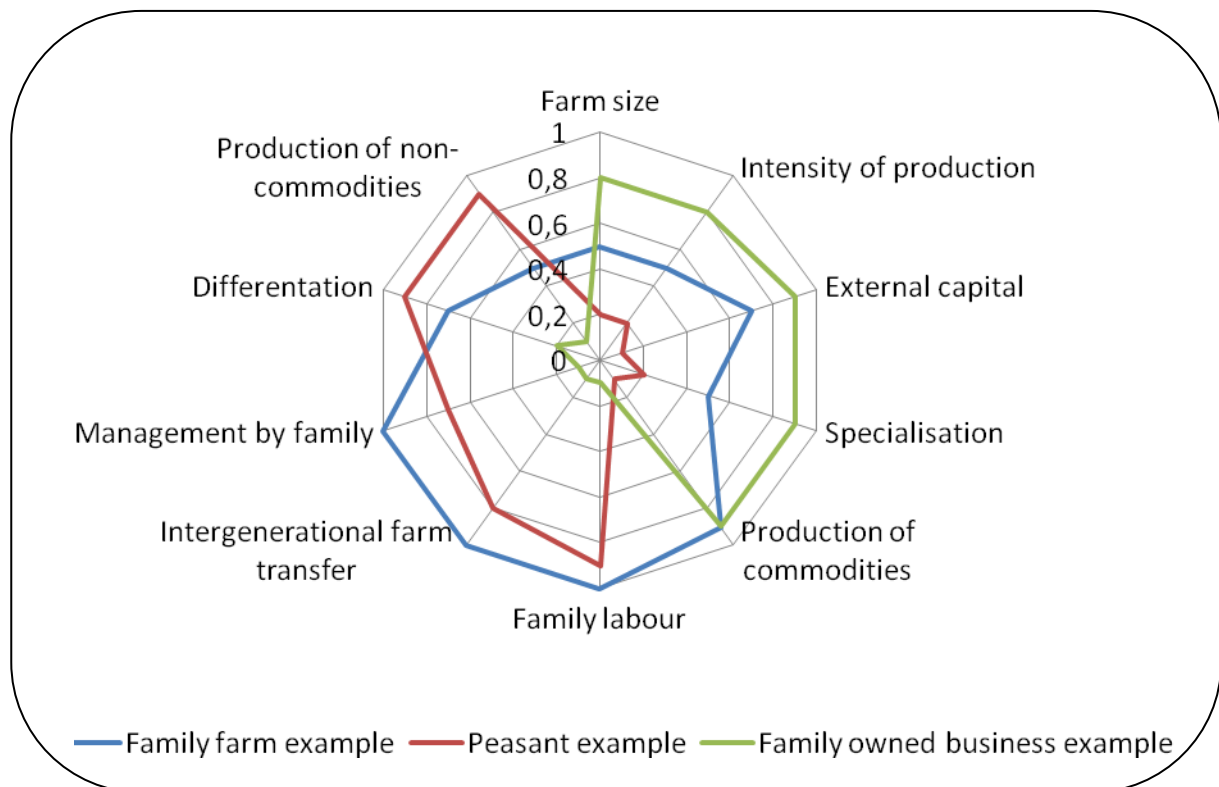 Farm size
1
Production of non-
commodities
Intensity of production
0,8
0,6
0,4
Differentation
External capital
0,2
0
Management by family
Specialisation
Intergenerational farm
transfer
Production of
commodities
Family labour
Family farm example
Peasant example
Family owned business example